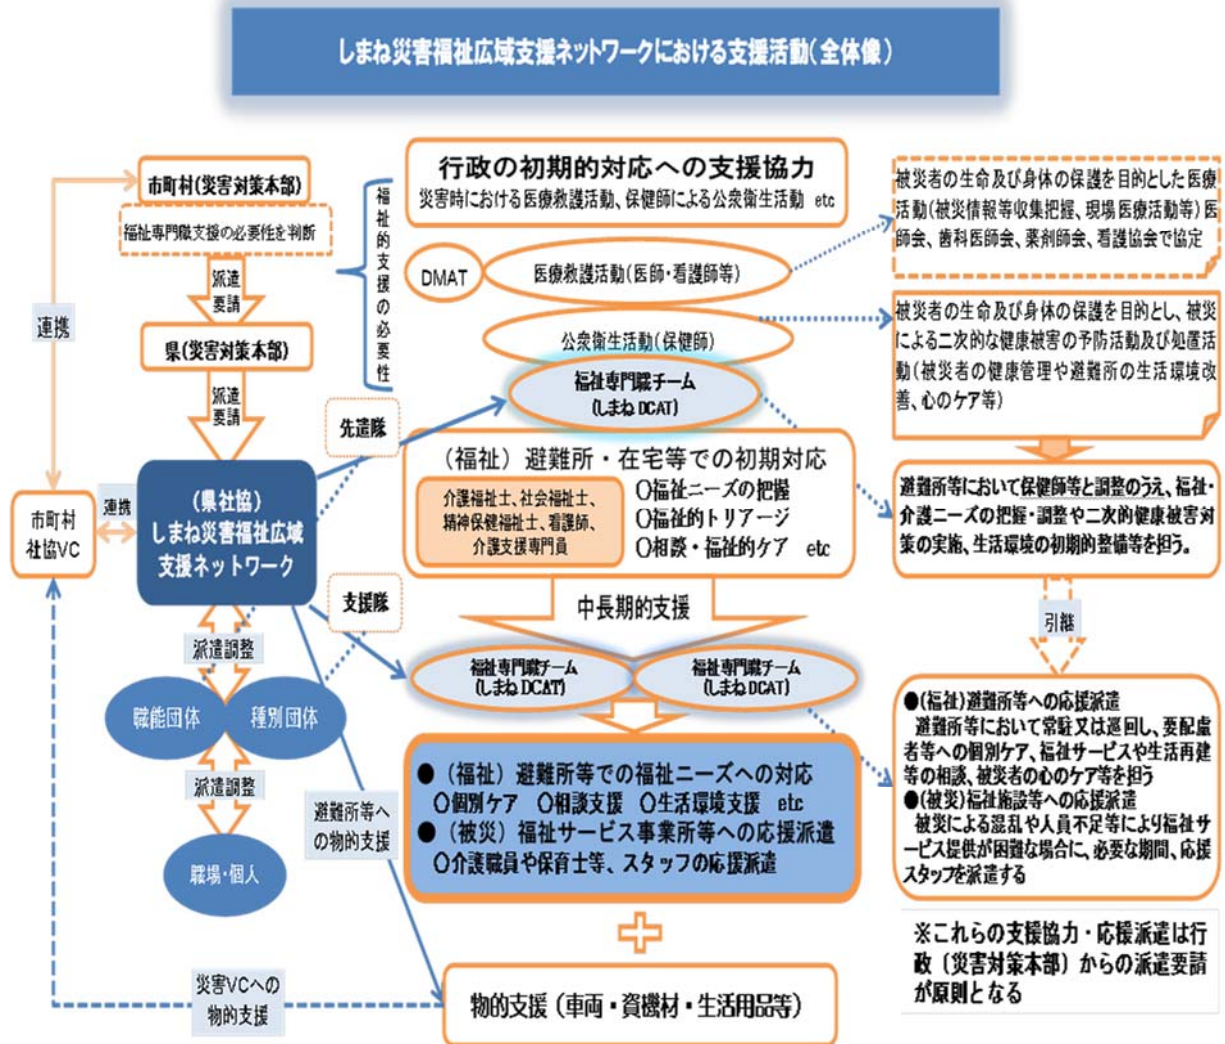 しまね災害福祉広域支援ネットワークにおける支援活動(全体像)
市町村(災害対策本部)
福祉専門職支援の必要性を判断
派遣
要請
県(災害対策本部)
派遣
要請
連携
市町村
社協VC
連携
(県社協)
しまね災害福祉広域
支援ネットワーク
派遣調整
職能団体
種別団体
派遣調整
職場・個人
災害VCへの
物的支援
避難所等へ
の物的支援
福祉的支援の必要性
先遣隊
支援隊
行政の初期的対応への支援協力
災害時における医療救護活動、保健師による公衆衛生活動 etc
DMAT
医療救護活動(医師・看護師等)
公衆衛生活動(保健師)
福祉専門職チーム
(しまねDCAT)
(福祉)避難所・在宅等での初期対応
介護福祉士、社会福祉士、
精神保健福祉士、看護師、
介護支援専門員
○福祉ニーズの把握
○福祉的トリアージ
○相談・福祉的ケア etc
中長期的支援
福祉専門職チーム
(しまねDCAT)
福祉専門職チーム
(しまねDCAT)
●(福祉)避難所等での福祉ニーズへの対応
○個別ケア ○相談支援 ○生活環境支援 etc
●(被災)福祉サービス事業所等への応援派遣
○介護職員や保育士等、スタッフの応援派遣
物的支援(車両・資機材・生活用品等)
被災者の生命及び身体の保護を目的とした医療
活動(被災情報等収集把握、現場医療活動等)医
師会、歯科医師会、薬剤師会、看護協会で協定
被災者の生命及び身体の保護を目的とし、被災
による二次的な健康被害の予防活動及び処置活
動(被災者の健康管理や避難所の生活環境改
善、心のケア等)
避難所等において保健師等と調整のうえ、福祉・
介護ニーズの把握・調整や二次的健康被害対
策の実施、生活環境の初期的整備等を担う。
引継
●(福祉)避難所等への応援派遣
避難所等において常駐又は巡回し、要配慮
者等への個別ケア、福祉サービスや生活再建
等の相談、被災者の心のケア等を担う
●(被災)福祉施設等への応援派遣
被災による混乱や人員不足等により福祉サ
ービス提供が困難な場合に、必要な期間、応援
スタッフを派遣する
※これらの支援協力・応援派遣は行
政(災害対策本部)からの派遣要請
が原則となる